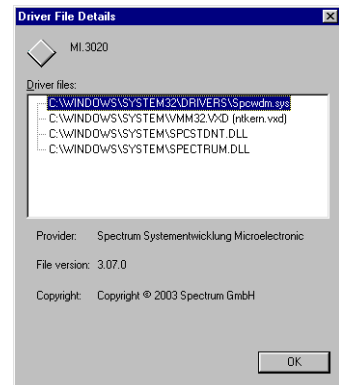 Driver File Details
MI.3020
Driver files:
C:\WINDOWS\SYSTEM32\DRIVERS\Spcwdm.sys
C:\WINDOWS\SYSTEM\VMM32.VXD (ntkern.vxd)
C:\WINDOWS\SYSTEM\SPCSTDNT.DLL
C:\WINDOWS\SYSTEM\SPECTRUM.DLL
Provider: Spectrum Systementwicklung Microelectronic
File version: 3.07.0
Copyright: Copyright © 2003 Spectrum GmbH
OK